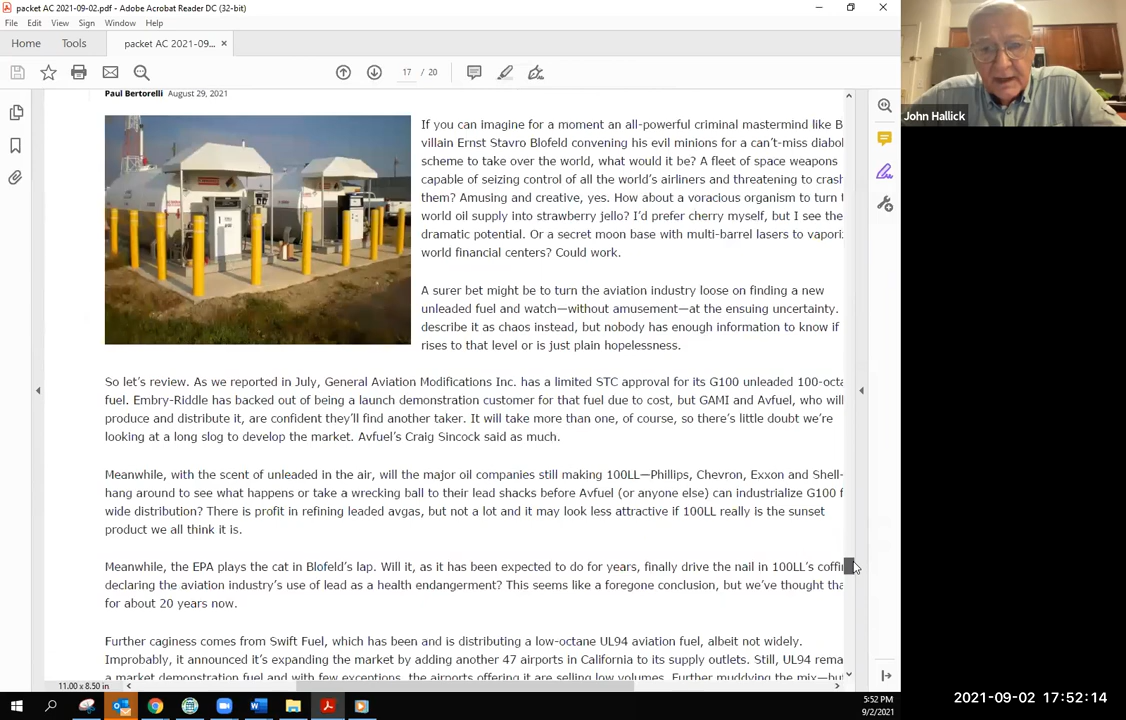 packet AC 2021-09-02.pdf - Adobe Acrobat Reader DC (32-bit)
File Edit View Sign Window Help
Home Tools packet AC 2021-09... ×
17 / 20
John Hallick
Paul Bertorelli August 29, 2021
If you can imagine for a moment an all-powerful criminal mastermind like B
villain Ernst Stavro Blofeld convening his evil minions for a can't-miss diabol
scheme to take over the world, what would it be? A fleet of space weapons
capable of seizing control of all the world's airliners and threatening to crash
them? Amusing and creative, yes. How about a voracious organism to turn t
world oil supply into strawberry jello? I'd prefer cherry myself, but I see the
dramatic potential. Or a secret moon base with multi-barrel lasers to vapori
world financial centers? Could work.
A surer bet might be to turn the aviation industry loose on finding a new
unleaded fuel and watch—without amusement—at the ensuing uncertainty.
describe it as chaos instead, but nobody has enough information to know if
rises to that level or is just plain hopelessness.
So let's review. As we reported in July, General Aviation Modifications Inc. has a limited STC approval for its G100 unleaded 100-octa
fuel. Embry-Riddle has backed out of being a launch demonstration customer for that fuel due to cost, but GAMI and Avfuel, who will
produce and distribute it, are confident they'll find another taker. It will take more than one, of course, so there's little doubt we're
looking at a long slog to develop the market. Avfuel's Craig Sincock said as much.
Meanwhile, with the scent of unleaded in the air, will the major oil companies still making 100LL—Phillips, Chevron, Exxon and Shell-
hang around to see what happens or take a wrecking ball to their lead shacks before Avfuel (or anyone else) can industrialize G100 f
wide distribution? There is profit in refining leaded avgas, but not a lot and it may look less attractive if 100LL really is the sunset
product we all think it is.
Meanwhile, the EPA plays the cat in Blofeld's lap. Will it, as it has been expected to do for years, finally drive the nail in 100LL's coffin
declaring the aviation industry's use of lead as a health endangerment? This seems like a foregone conclusion, but we've thought tha
for about 20 years now.
Further caginess comes from Swift Fuel, which has been and is distributing a low-octane UL94 aviation fuel, albeit not widely.
Improbably, it announced it's expanding the market by adding another 47 airports in California to its supply outlets. Still, UL94 rema
a market demonstration fuel and with few exceptions, the airports offering it are selling low volumes. Further muddying the mix—bu
11.00 x 8.50 in
5:52 PM
9/2/2021
2021-09-02 17:52:14